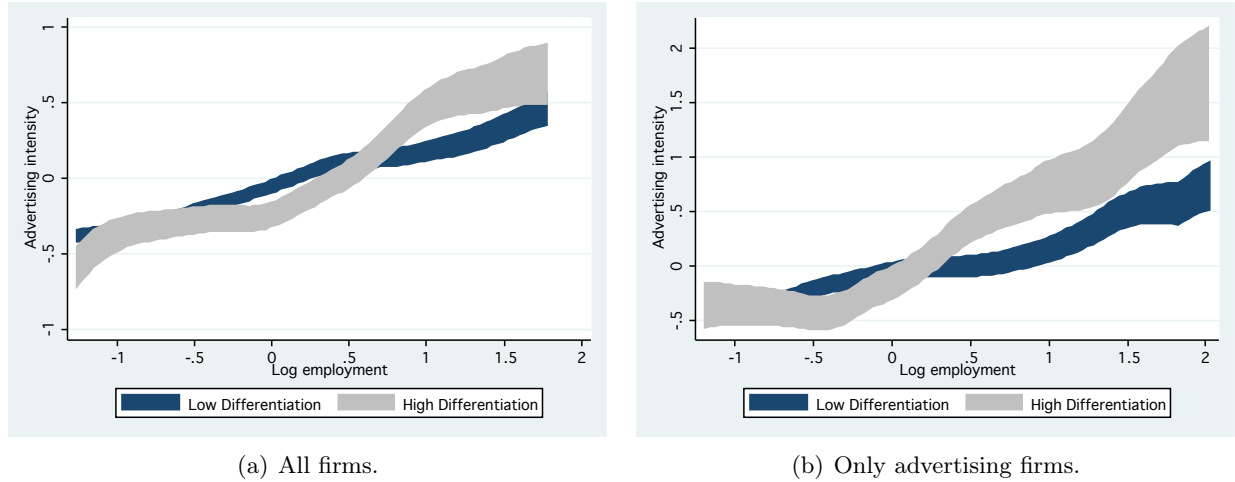 Advertising intensity
1
.5
0
-.5
-1
-1 -.5 0 .5 1 1.5 2
Log employment
Low Differentiation High Differentiation
(a) All firms.
Advertising intensity
2
1.5
1
.5
0
-.5
-1 -.5 0 .5 1 1.5 2
Log employment
Low Differentiation High Differentiation
(b) Only advertising firms.